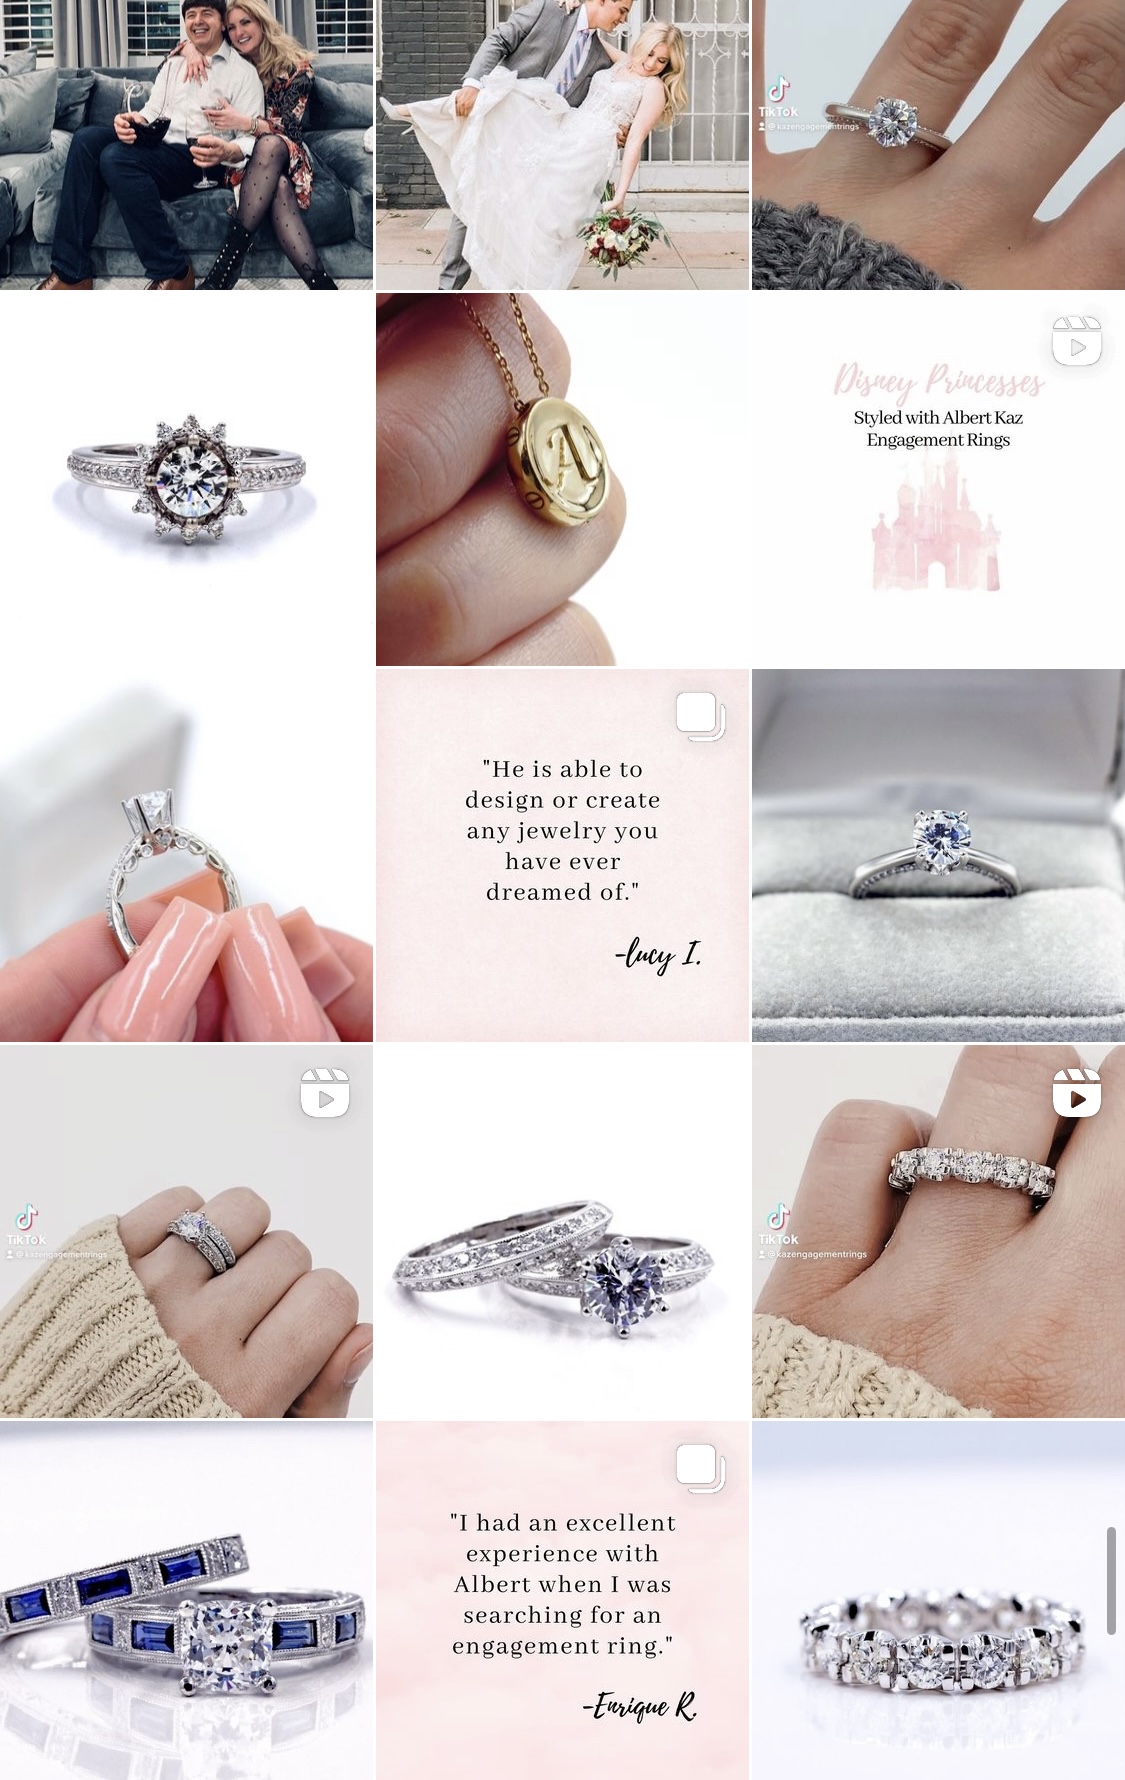 TikTok
@kazengagementrings
A
Disney Princesses
Styled with Albert Kaz
Engagement Rings
"He is able to
design or create
any jewelry you
have ever
dreamed of."
-lucy I.
TikTok
@kazengagementrings
TikTok
@kazengagementrings
"I had an excellent
experience with
Albert when I was
searching for an
engagement ring."
-Enrique R.